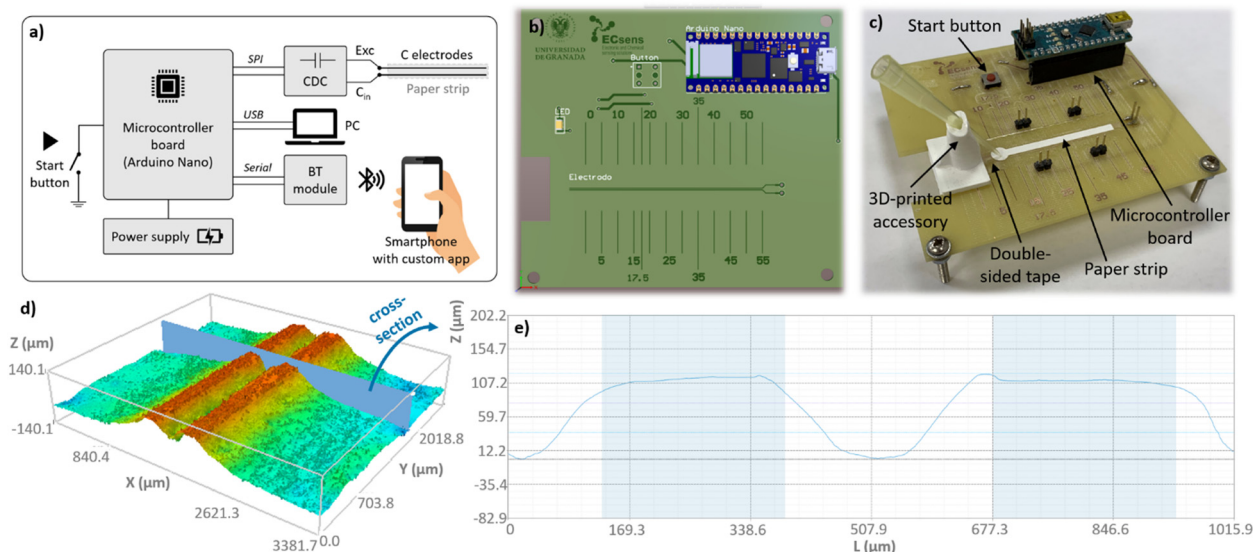 a)
SPI
Exc
C electrodes
CDC
Cin
Paper strip
Microcontroller
board
(Arduino Nano)
USB
PC
Start
button
Serial
BT
module
Power supply
Smartphone
with custom app
b)
UNIVERSIDAD
DE GRANADA
ECsens
Arduino Nano
Button
LED
35
0 10 20 30 40 50
Electrodo
5 15 25 45 55
17.5 35
c)
Start button
3D-printed
accessory
Double-
sided tape
Paper strip
Microcontroller
board
d)
cross-
section
Z (µm)
140.1
-140.1
840.4
X (µm)
2621.3
3381.7
0.0
703.8
Y (µm)
2018.8
e)
Z (µm)
202.2
154.7
107.2
59.7
12.2
-35.4
-82.9
0 169.3 338.6 507.9 677.3 846.6 1015.9
L (µm)